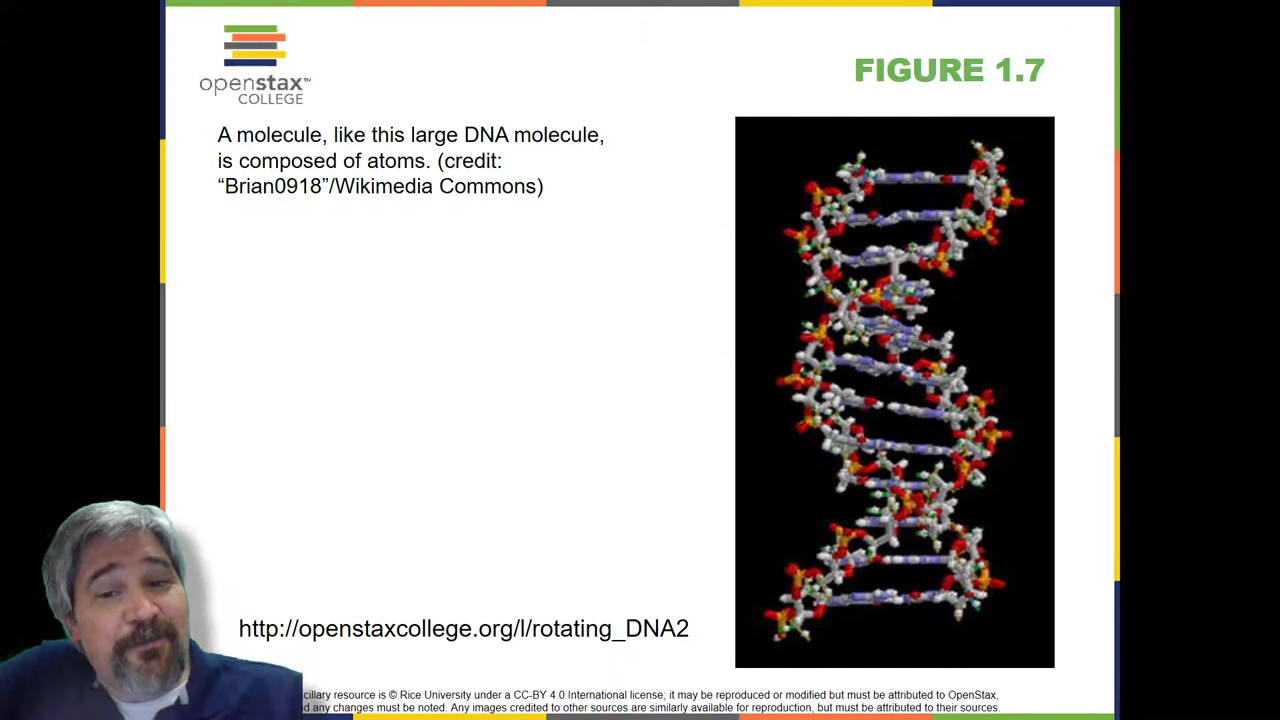 openstax™
COLLEGE
FIGURE 1.7
A molecule, like this large DNA molecule,
is composed of atoms. (credit:
“Brian0918”/Wikimedia Commons)
http://openstaxcollege.org/l/rotating_DNA2
resource is © Rice University under a CC-BY 4.0 International license; it may be reproduced or modified but must be attributed to OpenStax,
any changes must be noted. Any images credited to other sources are similarly available for reproduction, but must be attributed to their sources.